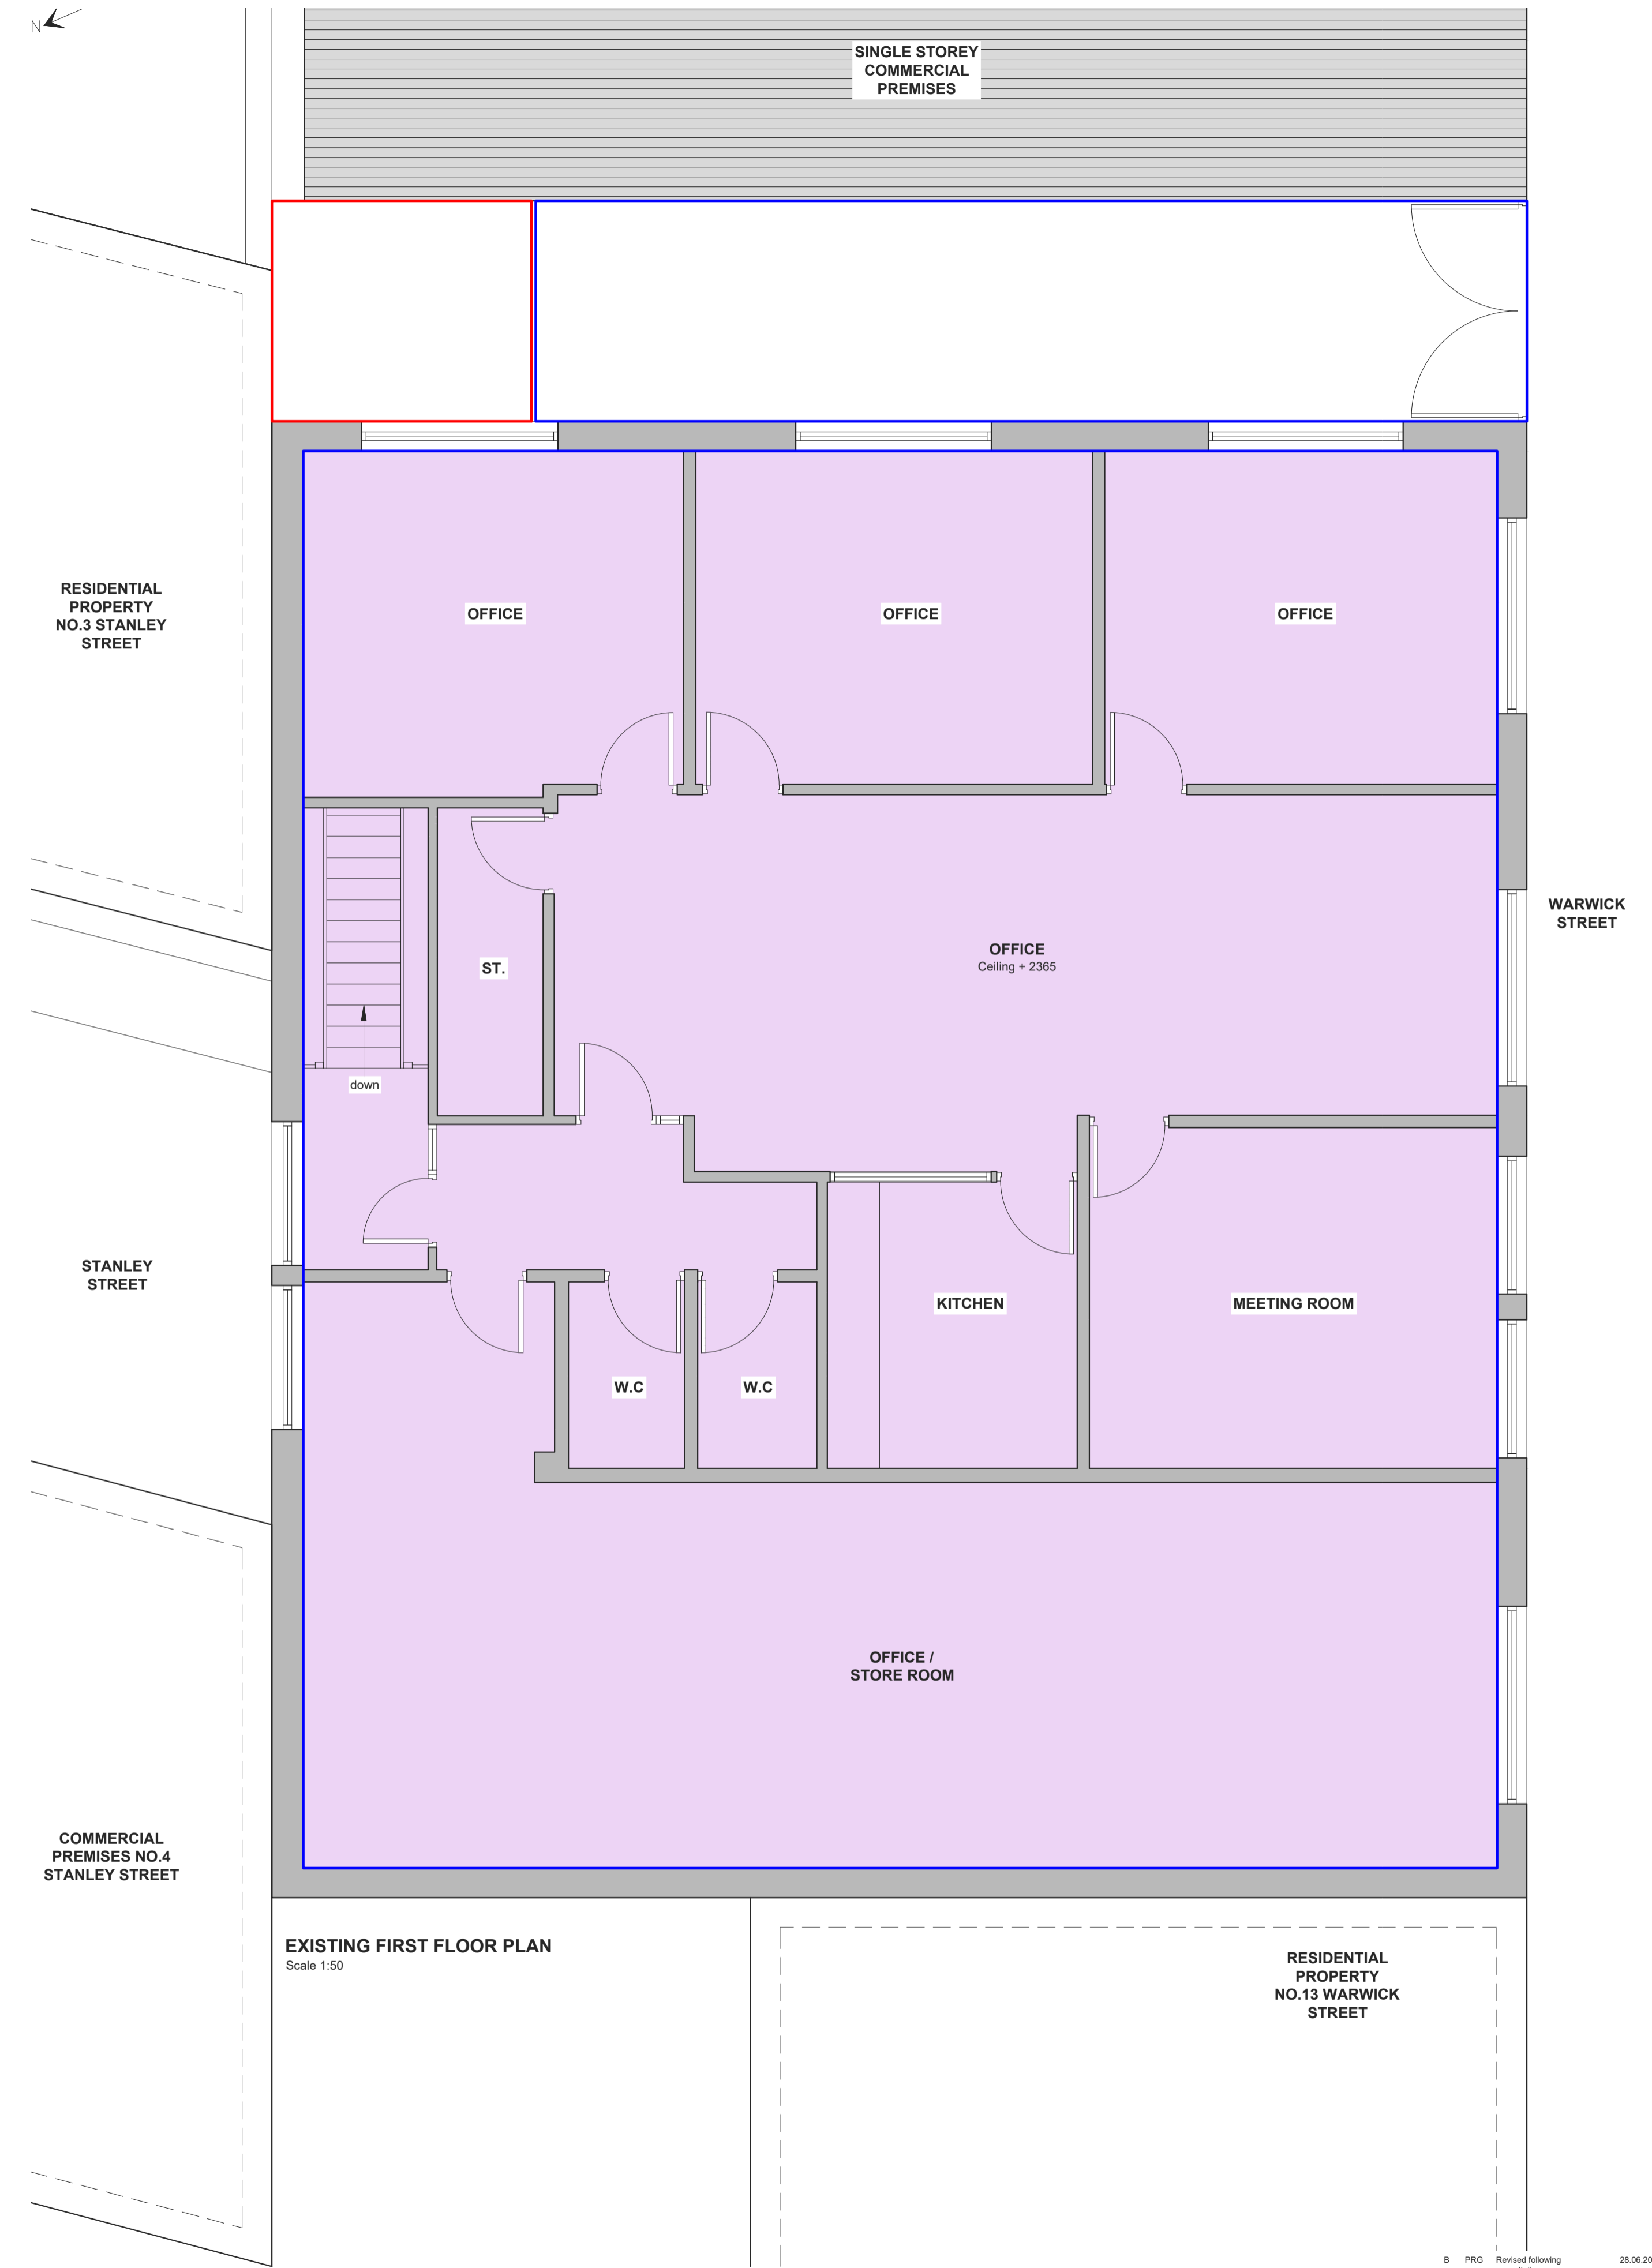 N
SINGLE STOREY
COMMERCIAL
PREMISES
RESIDENTIAL
PROPERTY
NO.3 STANLEY
STREET
OFFICE
OFFICE
OFFICE
WARWICK
STREET
OFFICE
Ceiling + 2365
ST.
down
STANLEY
STREET
KITCHEN
MEETING ROOM
W.C
W.C
OFFICE /
STORE ROOM
COMMERCIAL
PREMISES NO.4
STANLEY STREET
EXISTING FIRST FLOOR PLAN
Scale 1:50
RESIDENTIAL
PROPERTY
NO.13 WARWICK
STREET
B PRG Revised following 28.06.20